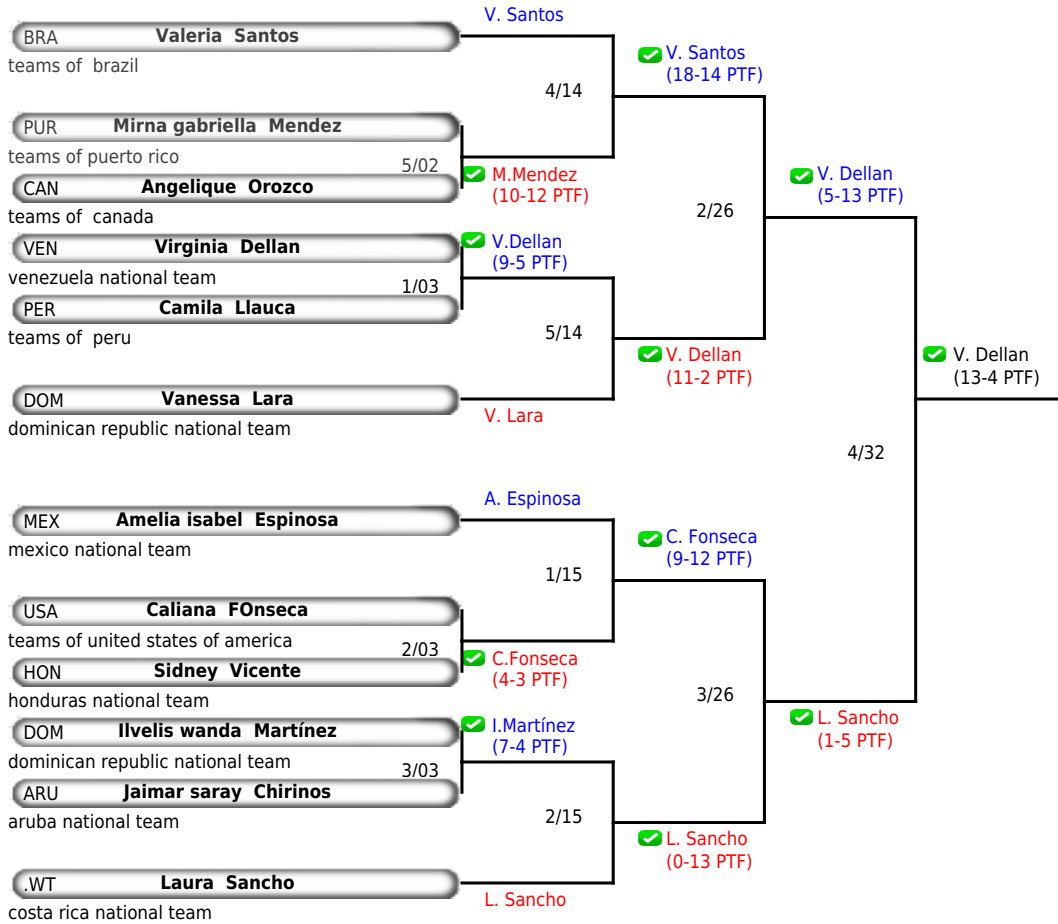 V. Santos
BRA Valeria Santos
teams of brazil
V. Santos
(18-14 PTF)
4/14
PUR Mirna gabriella Mendez
teams of puerto rico
5/02
M.Mendez
(10-12 PTF)
CAN Angelique Orozco
teams of canada
V. Dellan
(5-13 PTF)
2/26
VEN Virginia Dellan
venezuela national team
V.Dellan
(9-5 PTF)
1/03
PER Camila Llauca
teams of peru
5/14
V. Dellan
(11-2 PTF)
V. Dellan
(13-4 PTF)
DOM Vanessa Lara
dominican republic national team
V. Lara
4/32
A. Espinosa
MEX Amelia isabel Espinosa
mexico national team
C. Fonseca
(9-12 PTF)
1/15
USA Caliana FOnseca
teams of united states of america
2/03
C.Fonseca
(4-3 PTF)
HON Sidney Vicente
honduras national team
3/26
L. Sancho
(1-5 PTF)
DOM Ilvelis wanda Martínez
dominican republic national team
I.Martínez
(7-4 PTF)
3/03
ARU Jaimar saray Chirinos
aruba national team
2/15
L. Sancho
(0-13 PTF)
.WT Laura Sancho
costa rica national team
L. Sancho